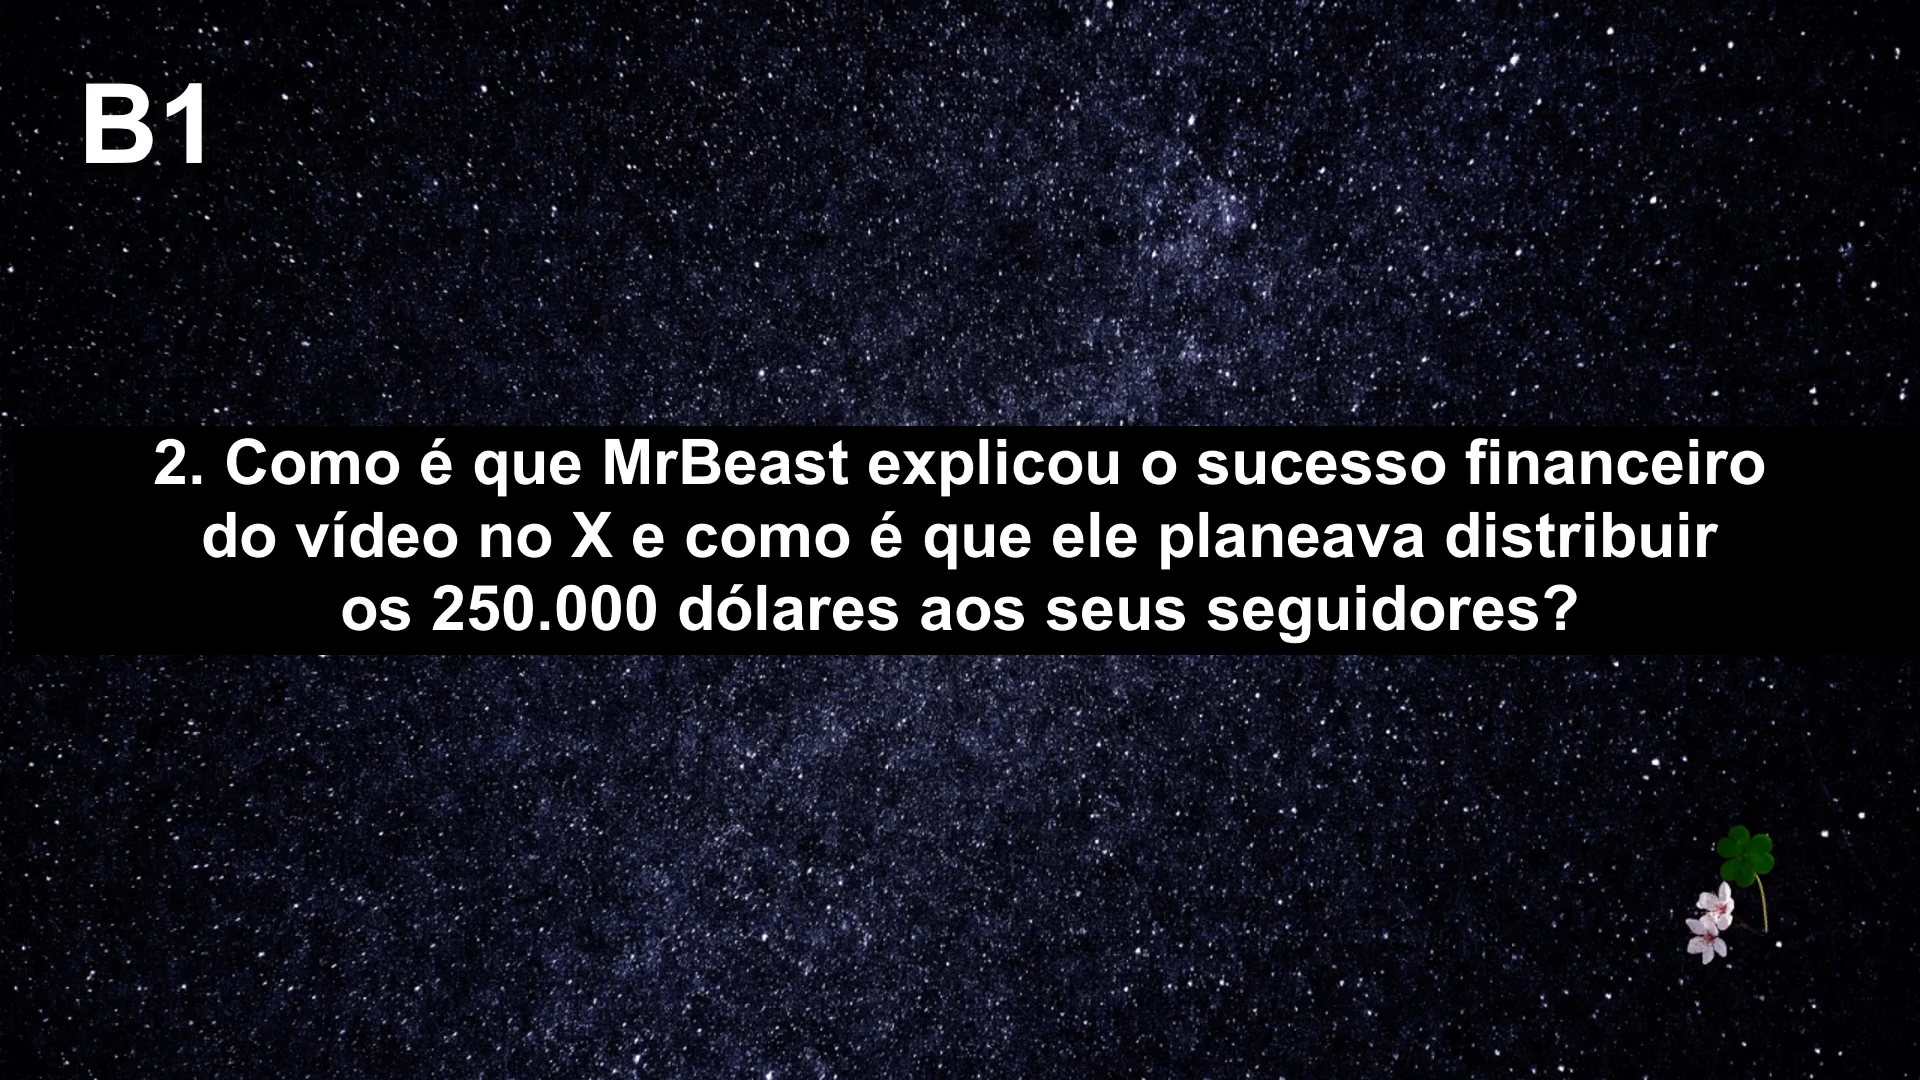 B1
2. Como é que MrBeast explicou o sucesso financeiro
do vídeo no X e como é que ele planeava distribuir
os 250.000 dólares aos seus seguidores?